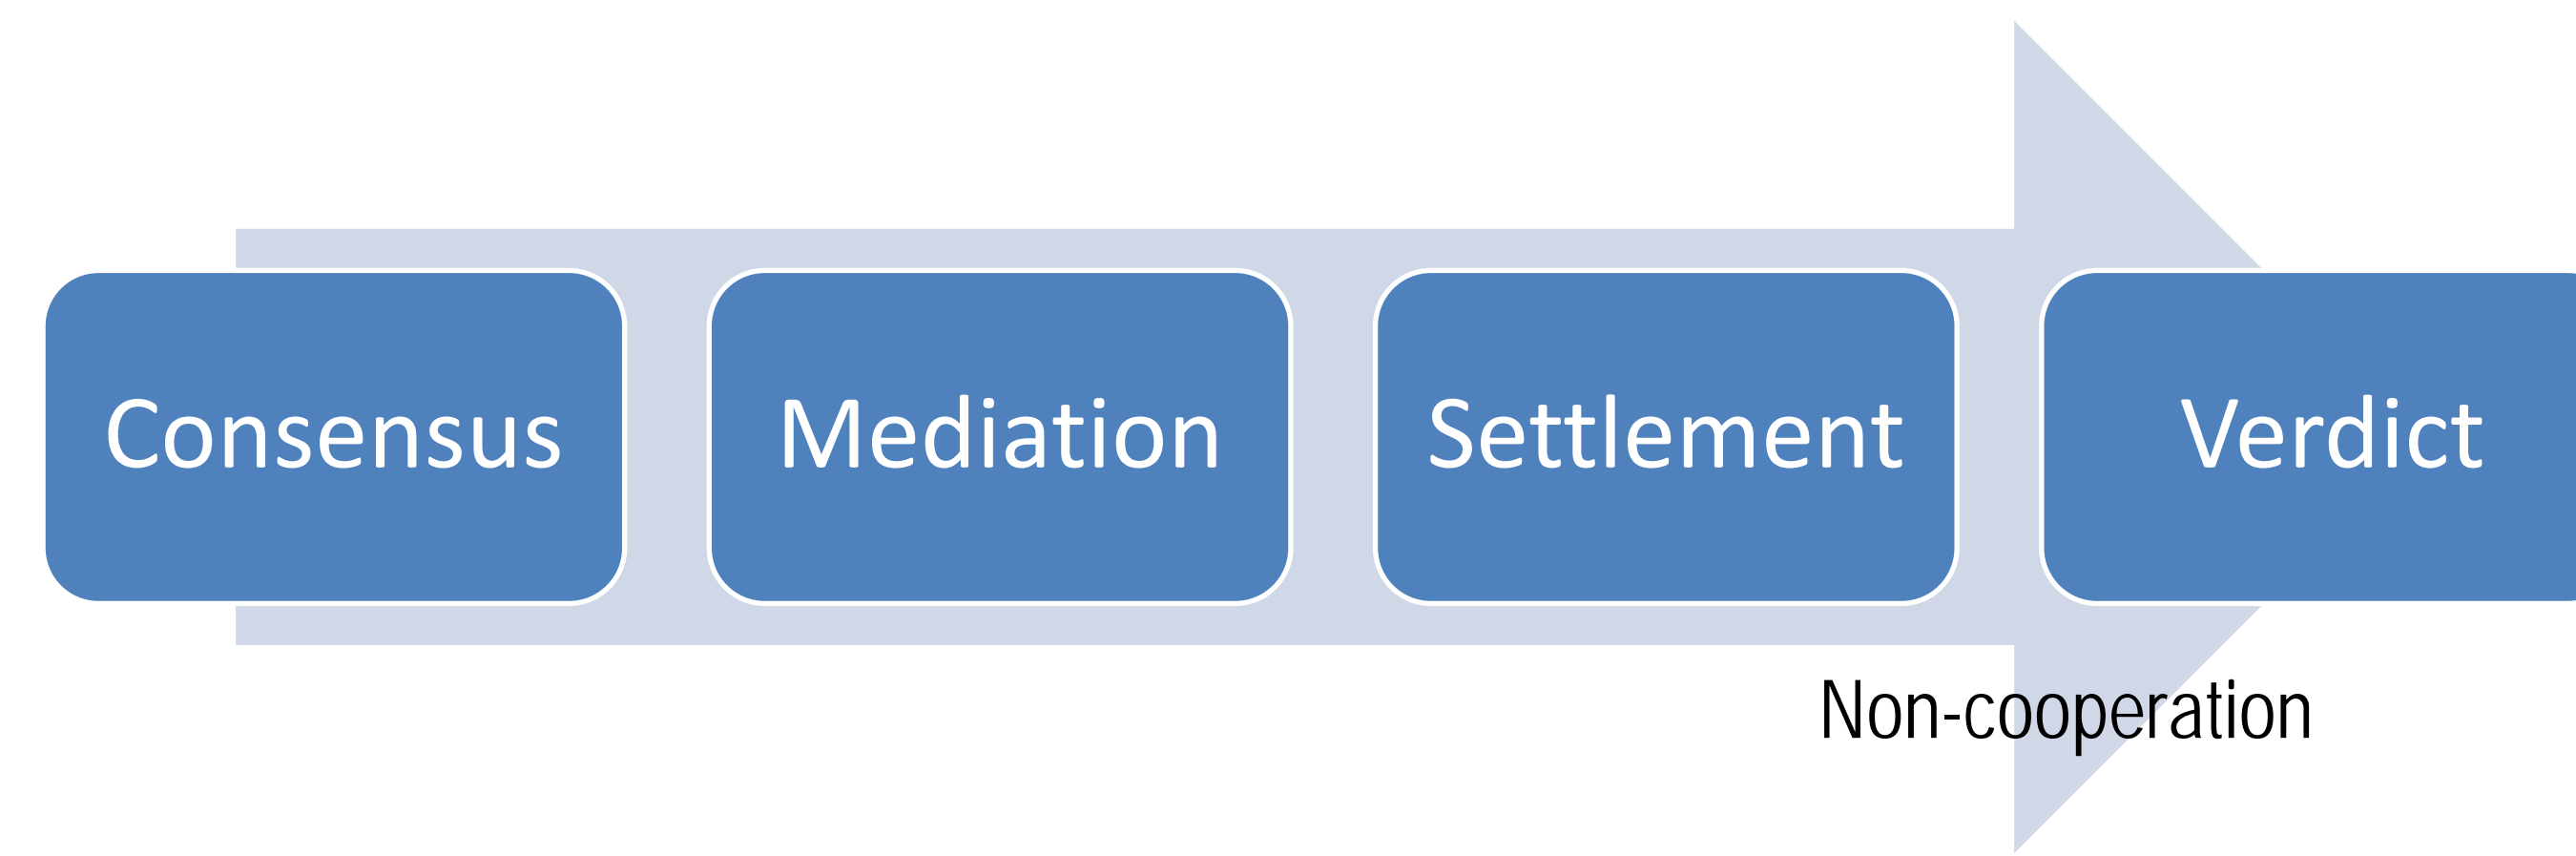 Consensus
Mediation
Settlement
Verdict
Non-cooperation